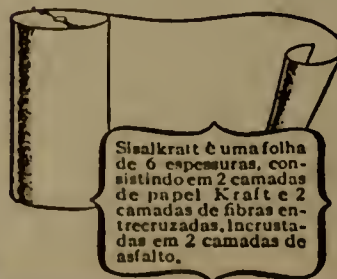 Sisalkraft é uma folha
de 6 espessuras, con-
sistindo em 2 camadas
de papel Kraft e 2
camadas de fibras en-
trecruzadas, incrusta-
das em 2 camadas de
asfalto.